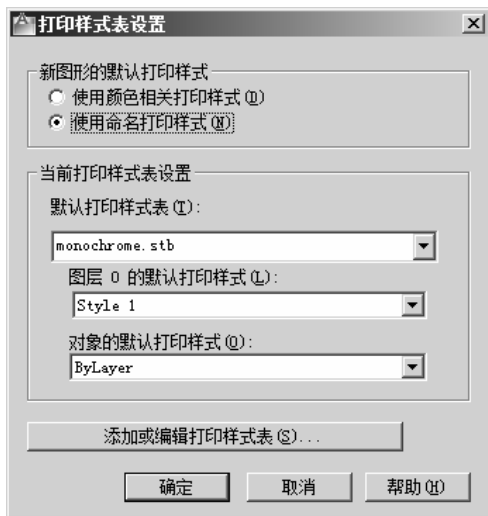 打印样式表设置
新图形的默认打印样式
使用颜色相关打印样式(D)
使用命名打印样式(N)
当前打印样式表设置
默认打印样式表(T):
monochrome.stb
图层 0 的默认打印样式(L):
Style 1
对象的默认打印样式(O):
ByLayer
添加或编辑打印样式表(S)...
确定 取消 帮助(H)